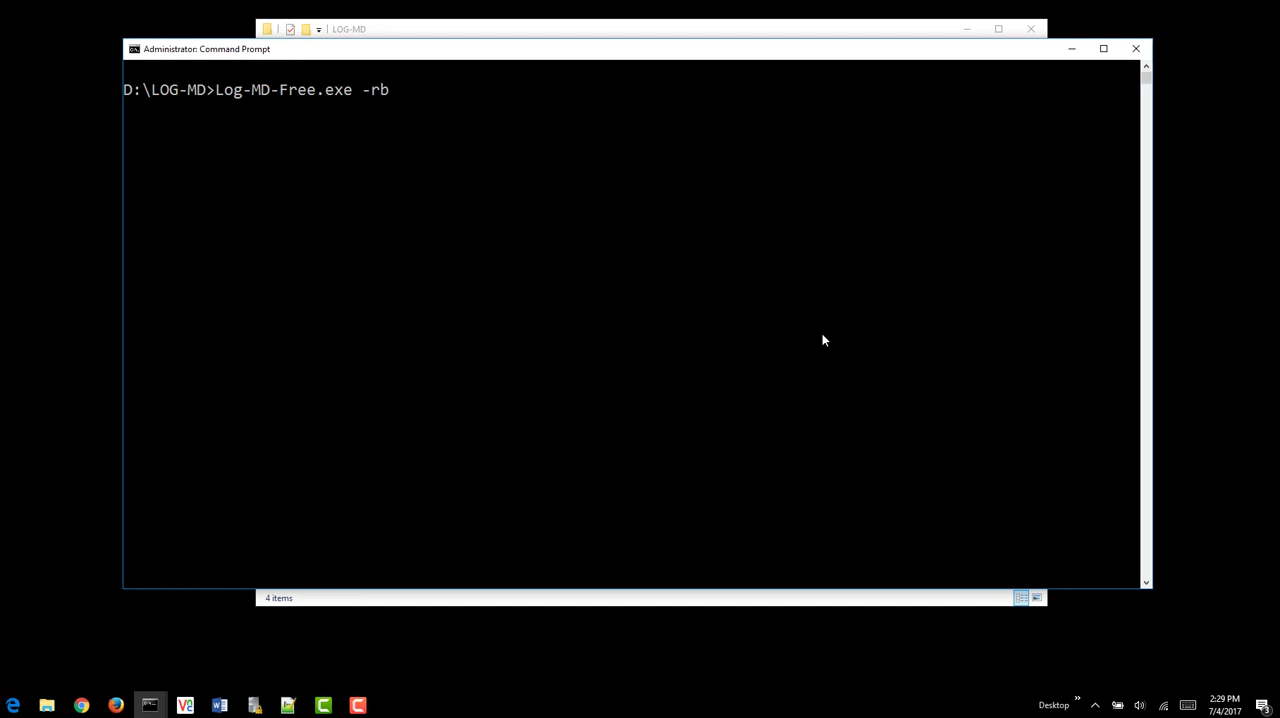 LOG-MD
Administrator: Command Prompt
D:\LOG-MD>Log-MD-Free.exe -rb
4 items
Desktop
2:29 PM
7/4/2017